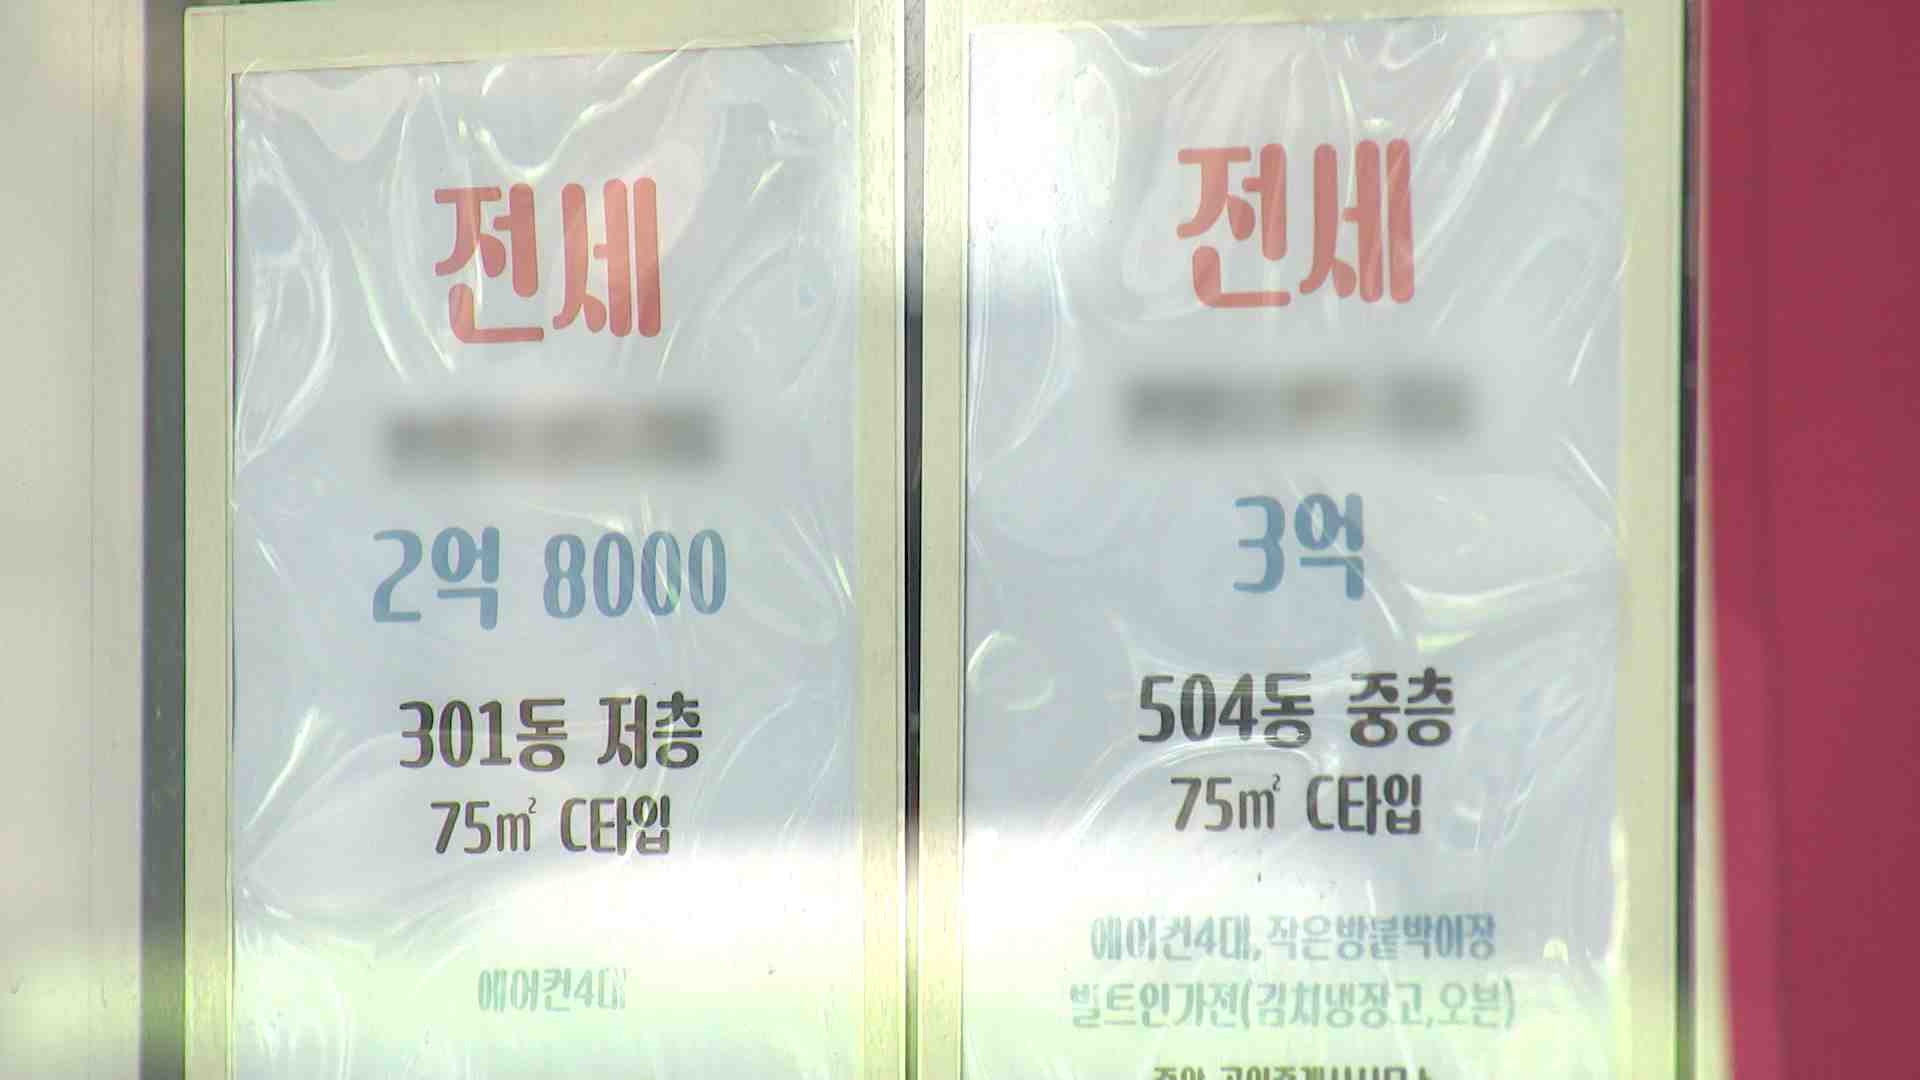 전세
2억 8000
301동 저층
75㎡ C타입
에어컨4대
전세
3억
504동 중층
75㎡ C타입
에어컨4대,작은방붙박이장
빌트인가전(김치냉장고,오븐)